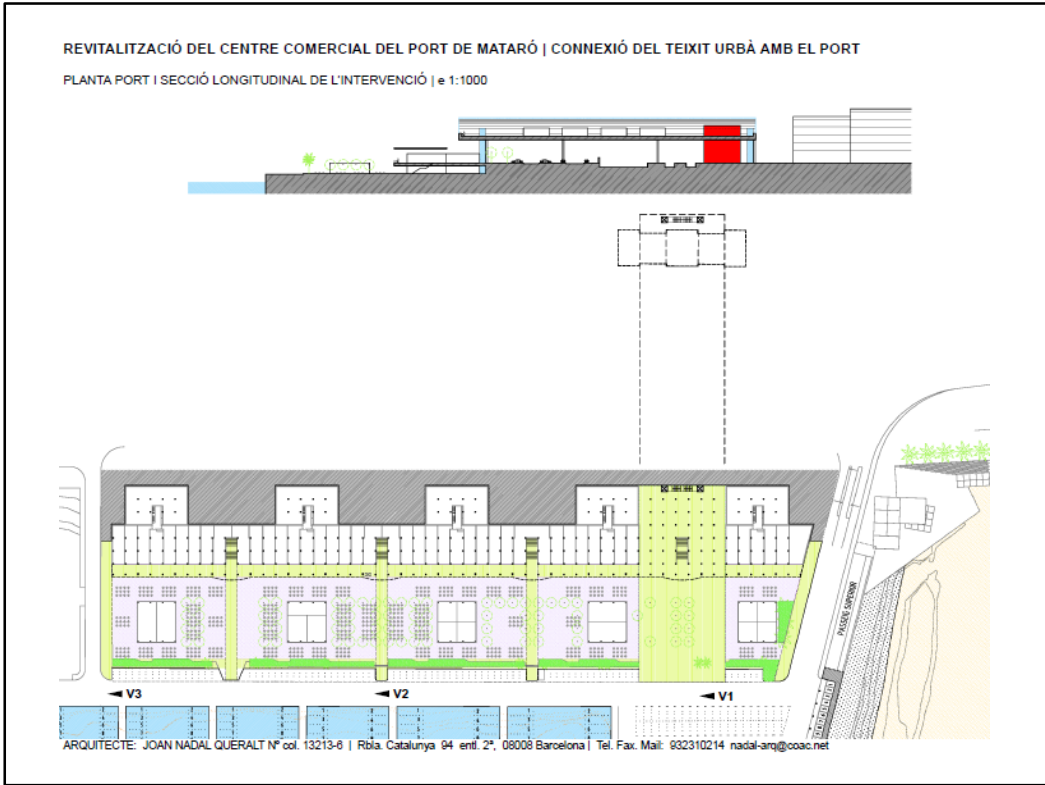 REVITALITZACIÓ DEL CENTRE COMERCIAL DEL PORT DE MATARÓ | CONNEXIÓ DEL TEIXIT URBÀ AMB EL PORT
PLANTA PORT I SECCIÓ LONGITUDINAL DE L'INTERVENCIÓ | e 1:1000
PASSEIG SUPERIOR
V3
V2
V1
ARQUITECTE: JOAN NADAL QUERALT Nº col. 13213-6 | Rbla. Catalunya 94 entl. 2ª, 08008 Barcelona | Tel. Fax. Mail: 932310214 nadal-arq@coac.net